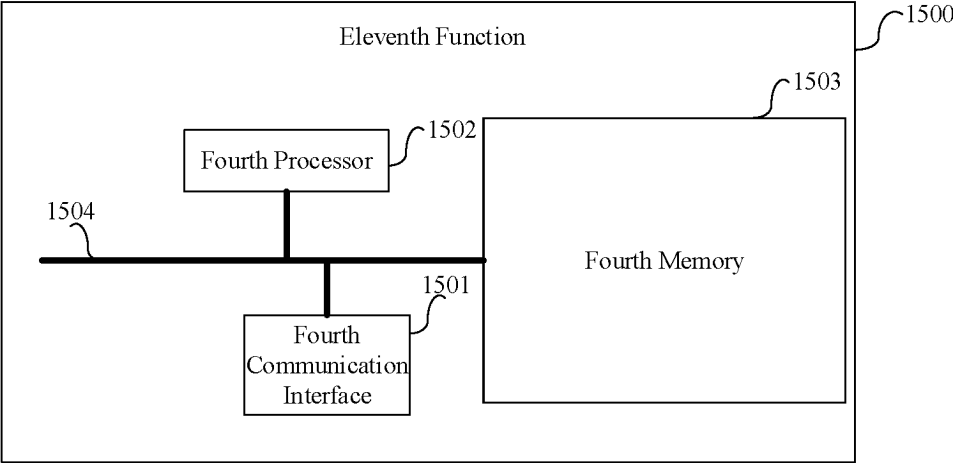 1500
Eleventh Function
1503
1502
Fourth Processor
1504
Fourth Memory
1501
Fourth
Communication
Interface